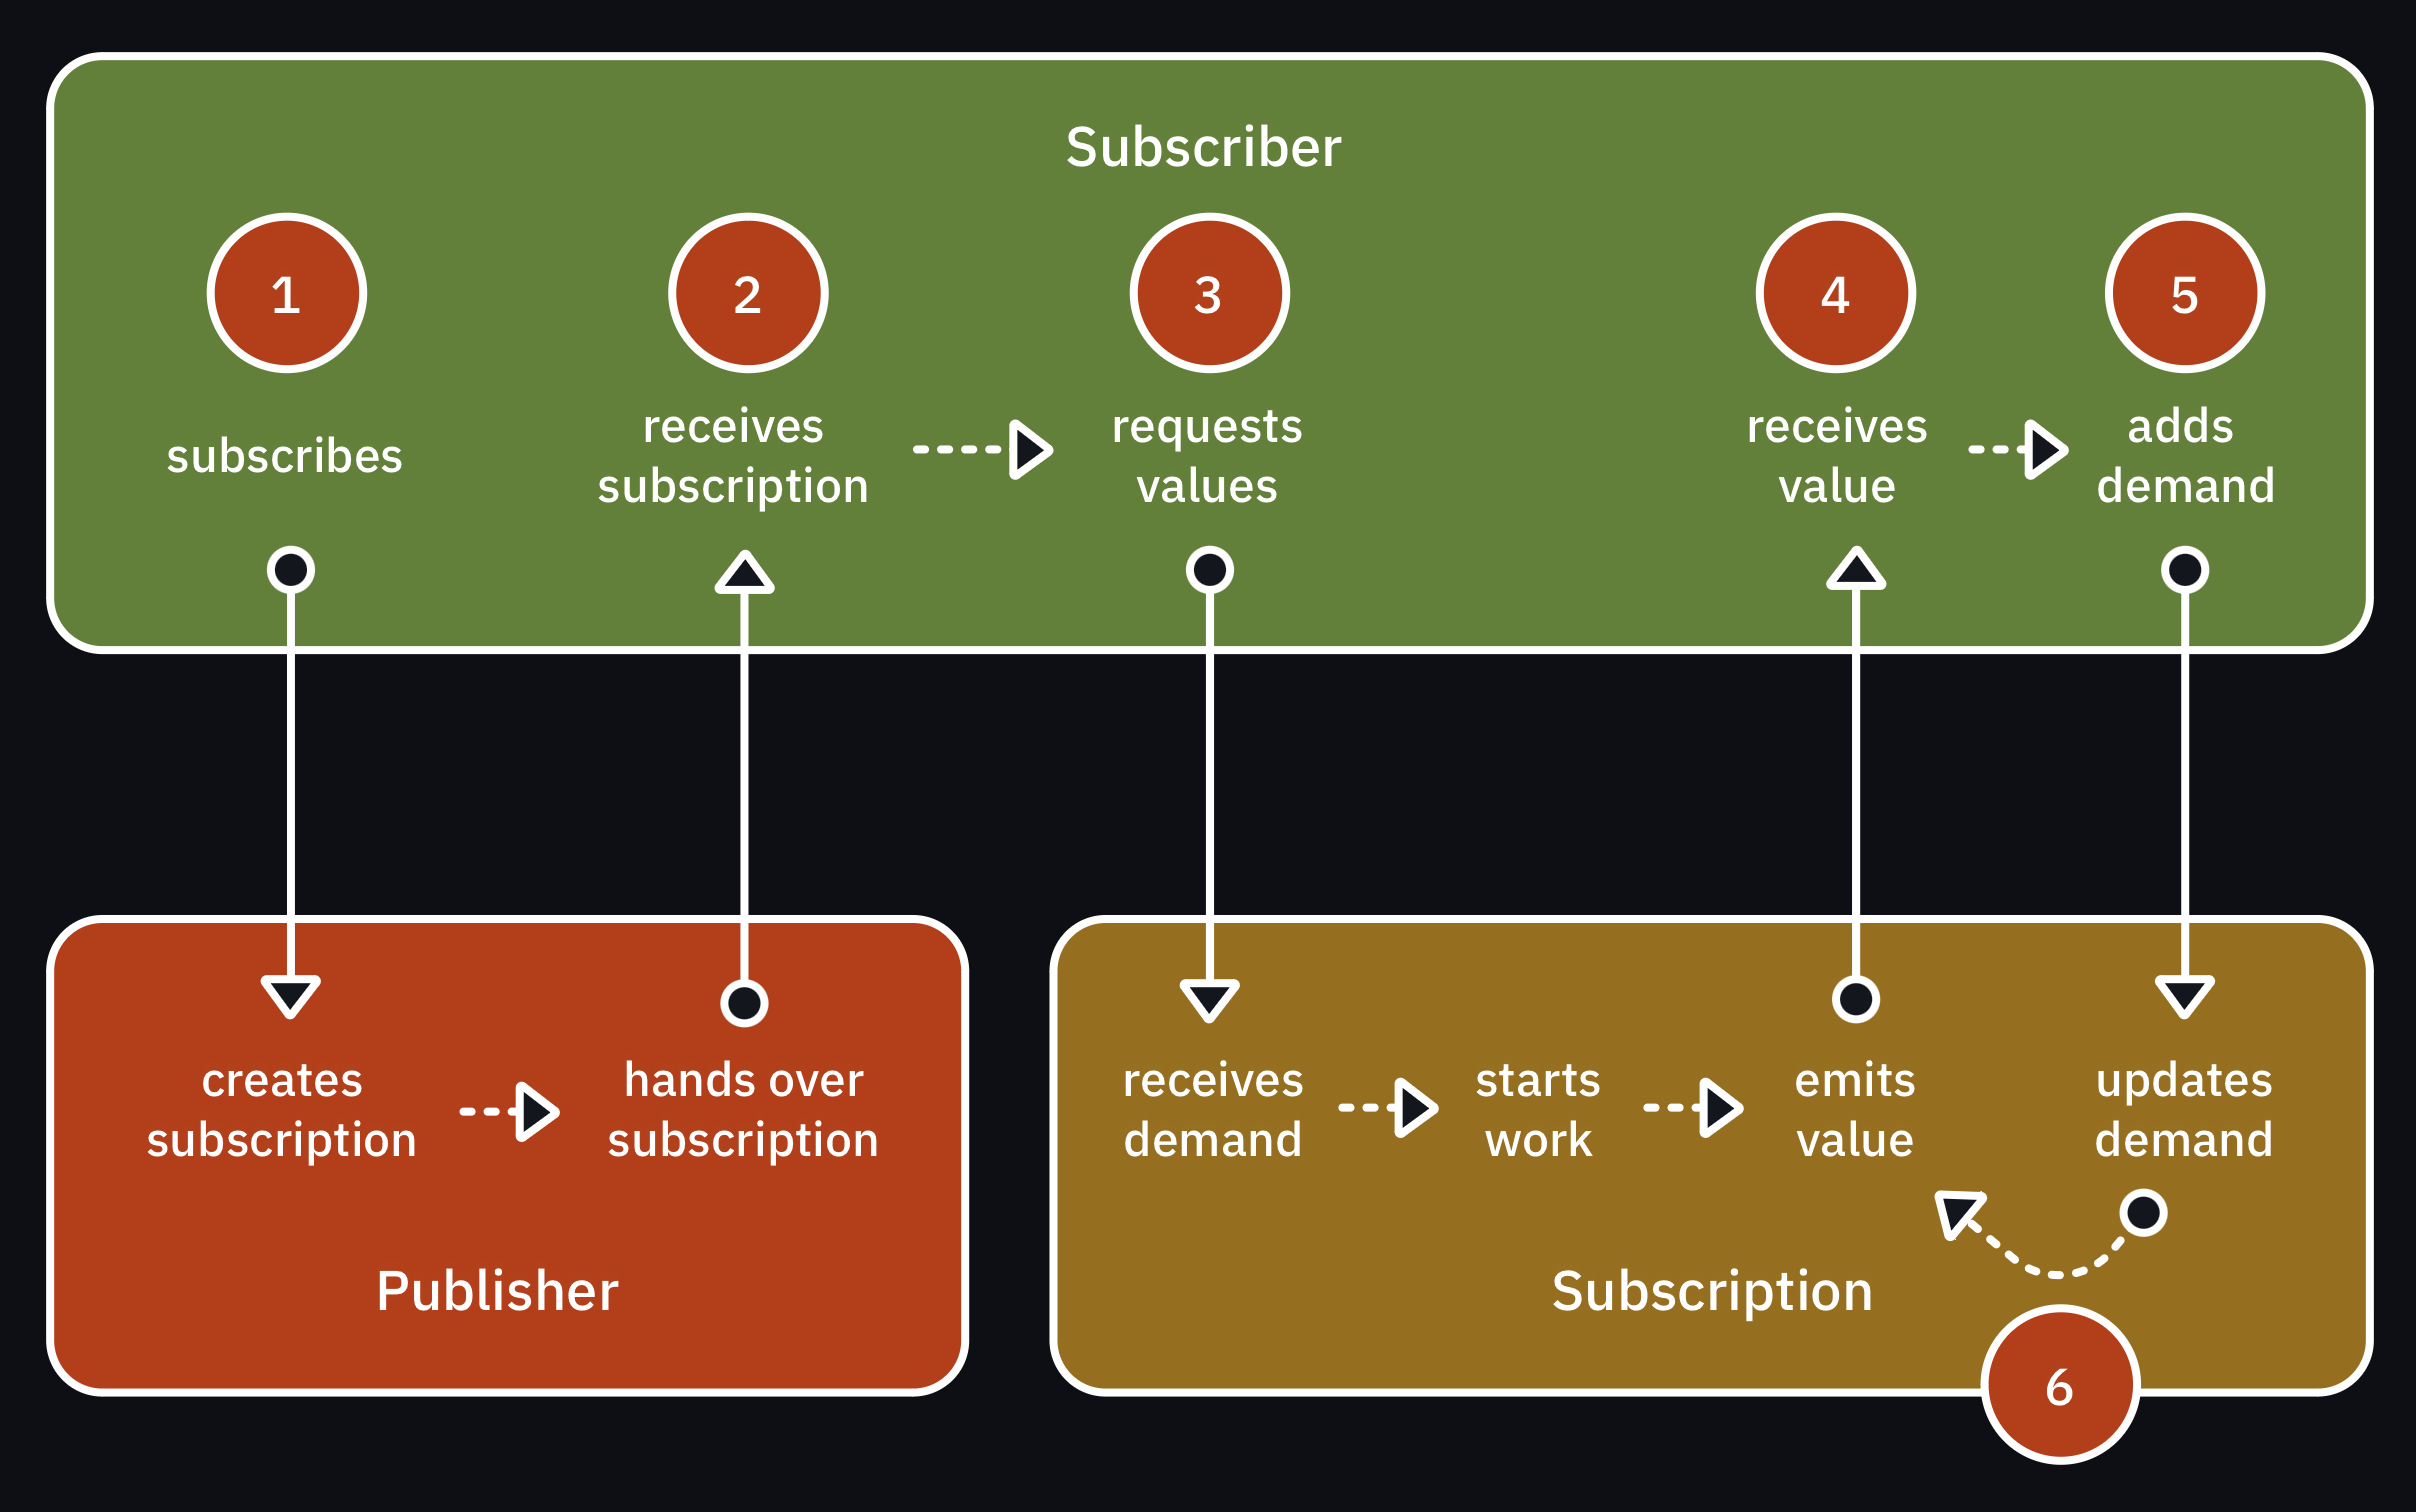 Subscriber
1
2
3
4
5
subscribes
receives
subscription
requests
values
receives
value
adds
demand
creates
subscription
hands over
subscription
receives
demand
starts
work
emits
value
updates
demand
Publisher
Subscription
6